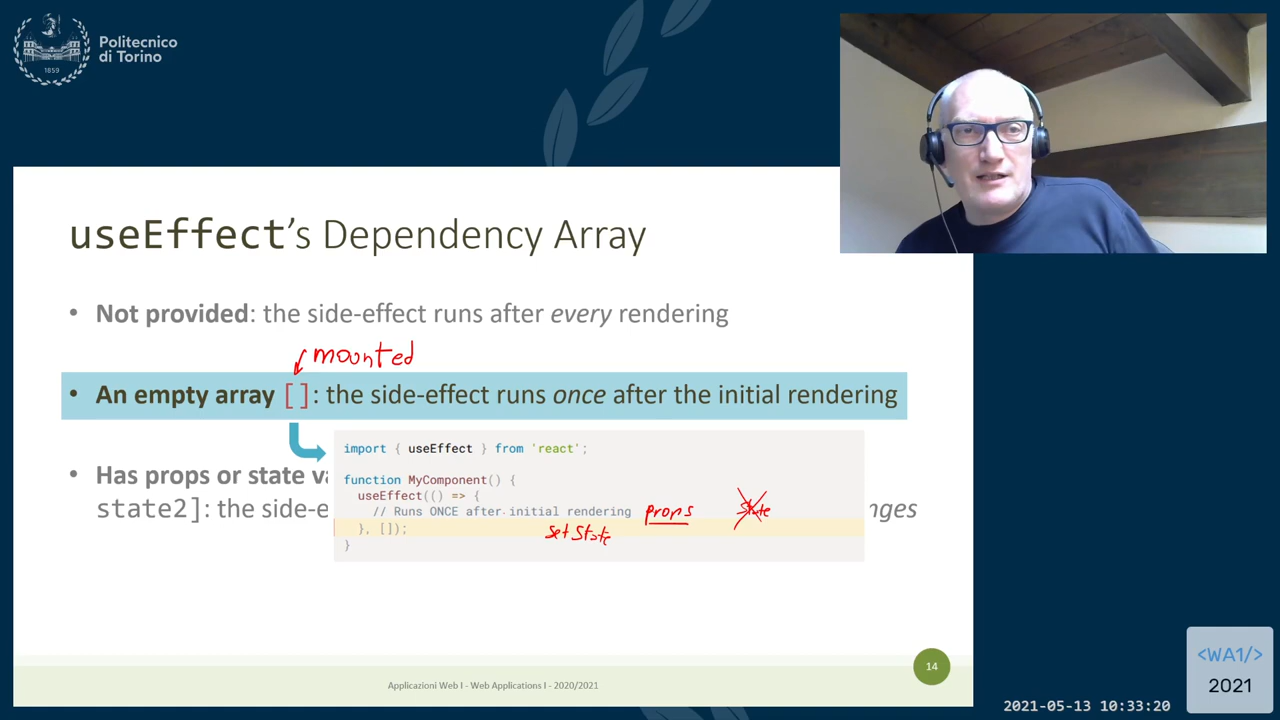 Politecnico
di Torino
1859
useEffect's Dependency Array
• Not provided: the side-effect runs after every rendering
mounted
• An empty array []: the side-effect runs once after the initial rendering
import { useEffect } from 'react';
• Has props or state va
function MyComponent() {
useEffect(() => {
state2]: the side-e
// Runs ONCE after initial rendering props State
nges
}, []);
setState
}
14
Applicazioni Web I - Web Applications I - 2020/2021
<WA1/>
2021
2021-05-13 10:33:20